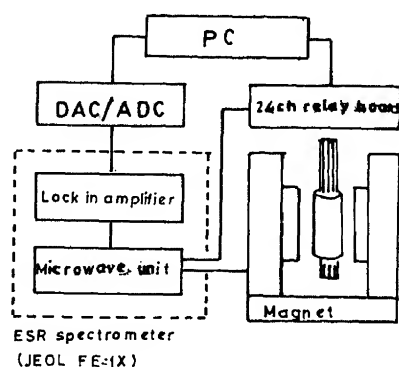 PC
DAC/ADC
24ch relay board
Lock in amplifier
Microwave unit
Magnet
ESR spectrometer
(JEOL FE-1X)